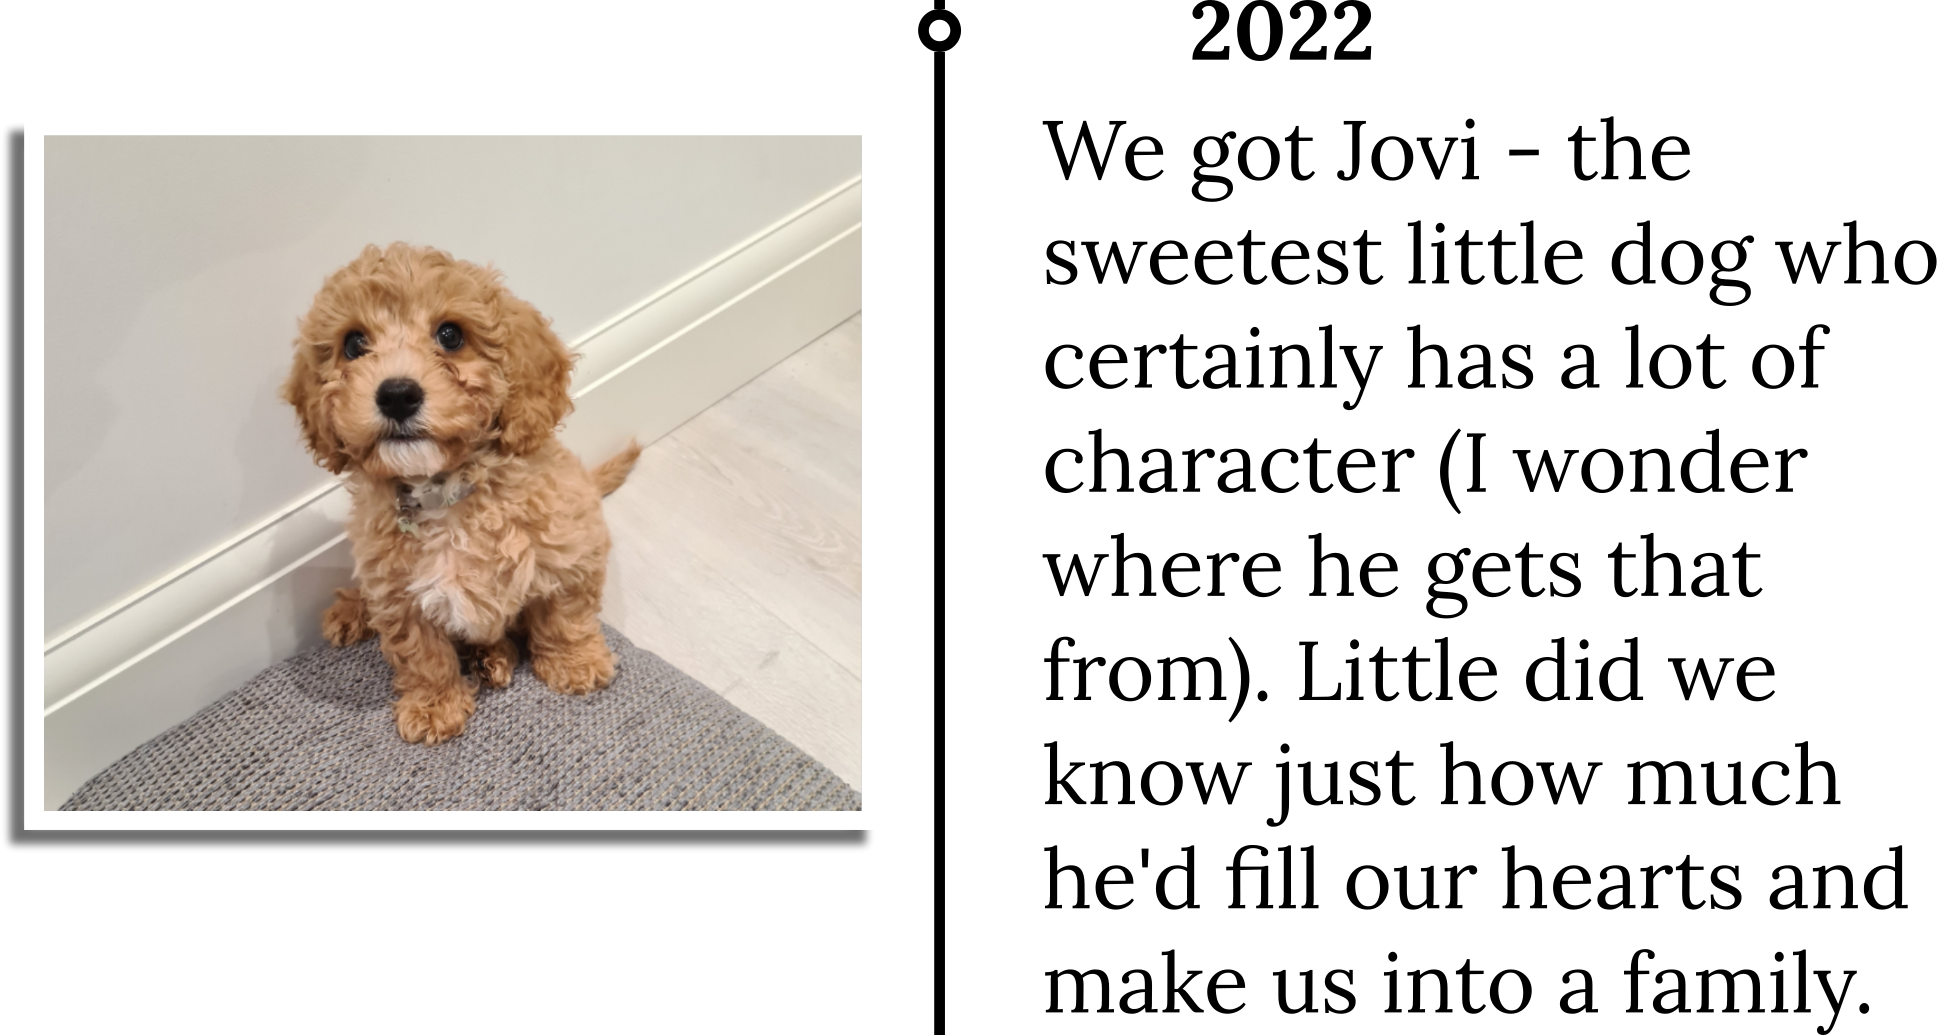 2022
We got Jovi - the
sweetest little dog who
certainly has a lot of
character (I wonder
where he gets that
from). Little did we
know just how much
he'd fill our hearts and
make us into a family.